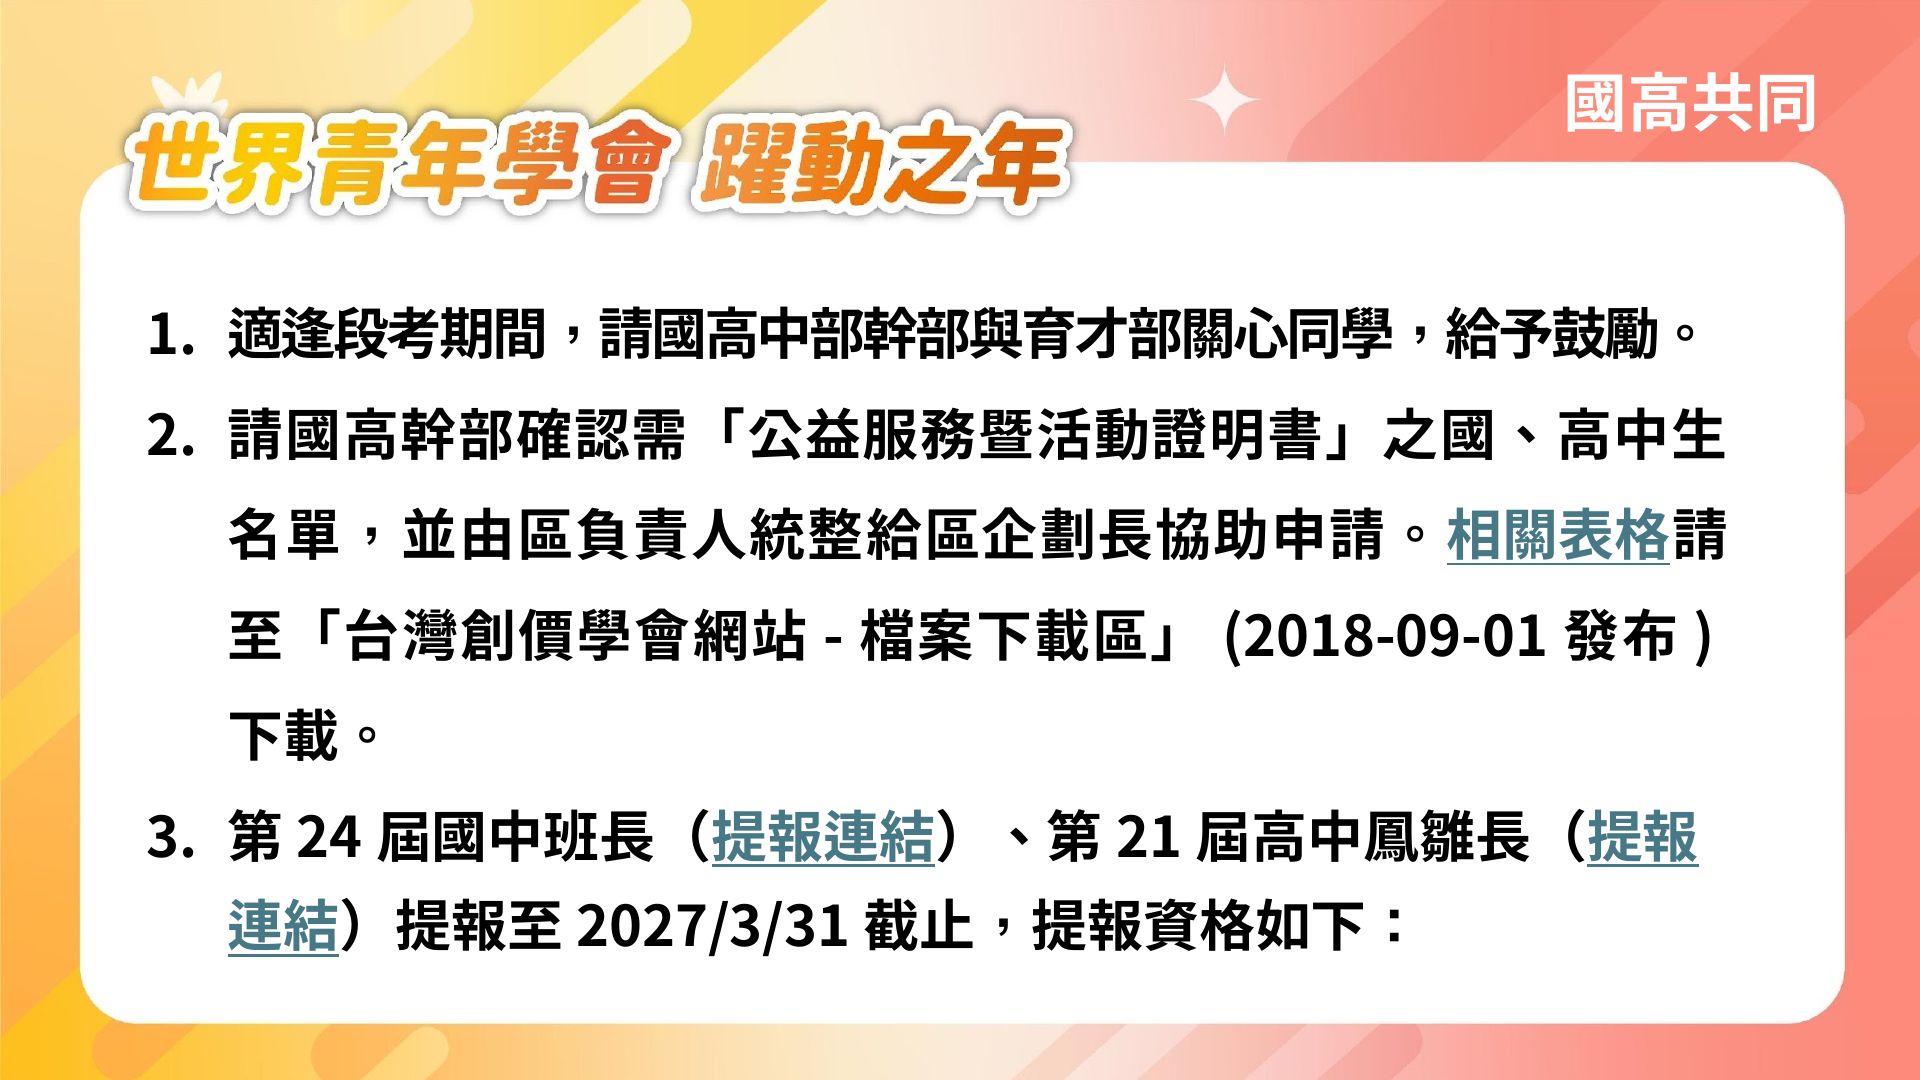 國高共同
世界青年學會 躍動之年
1. 適逢段考期間，請國高中部幹部與育才部關心同學，給予鼓勵。
2. 請國高幹部確認需「公益服務暨活動證明書」之國、高中生
名單，並由區負責人統整給區企劃長協助申請。相關表格請
至「台灣創價學會網站 - 檔案下載區」 (2018-09-01 發布 )
下載。
3. 第 24 屆國中班長（提報連結）、第 21 屆高中鳳雛長（提報
連結）提報至 2027/3/31 截止，提報資格如下：